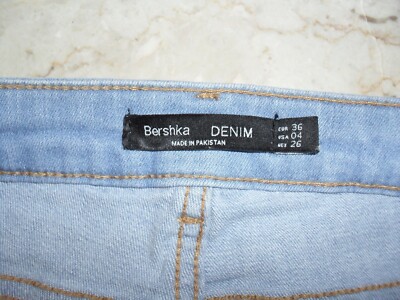 Bershka DENIM
MADE IN PAKISTAN
EUR 36
USA 04
MEX 26